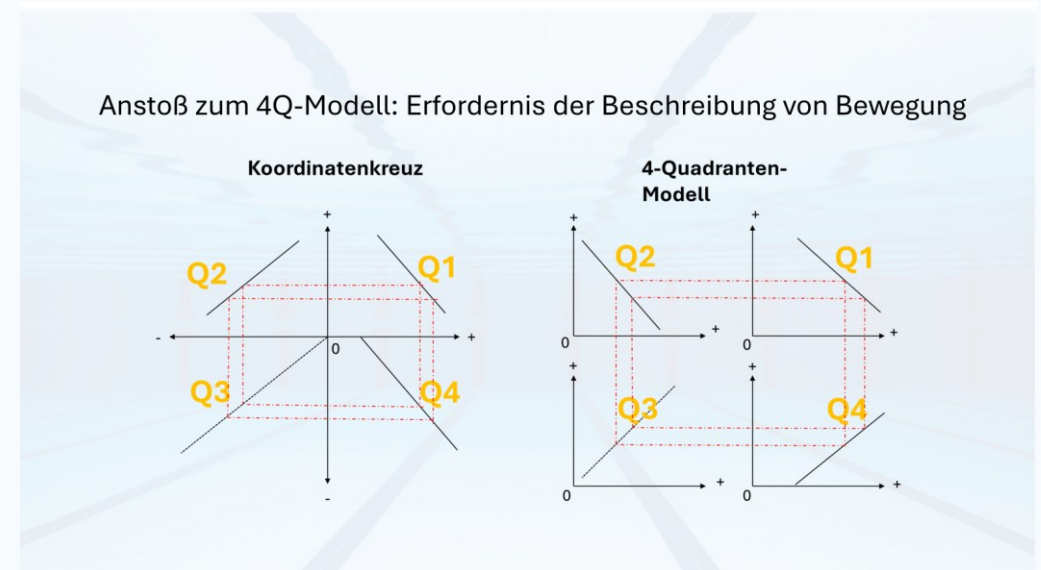 Anstoß zum 4Q-Modell: Erfordernis der Beschreibung von Bewegung
Koordinatenkreuz
+
Q2
Q1
-
+
0
Q3
Q4
-
4-Quadranten-
Modell
+
+
Q2
Q1
0
+
0
+
+
+
Q3
Q4
0
+
0
+